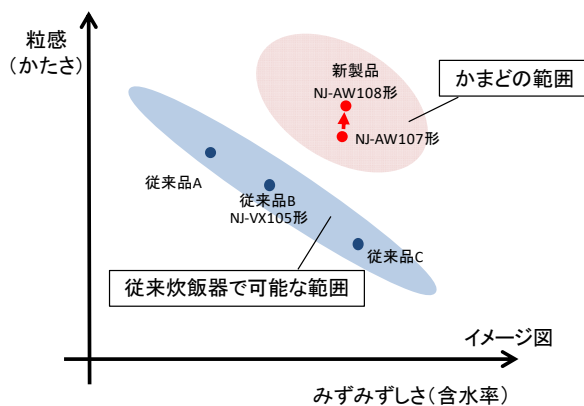 粒感
(かたさ)
新製品
NJ-AW108形
かまどの範囲
NJ-AW107形
従来品A
従来品B
NJ-VX105形
従来品C
従来炊飯器で可能な範囲
イメージ図
みずみずしさ(含水率)